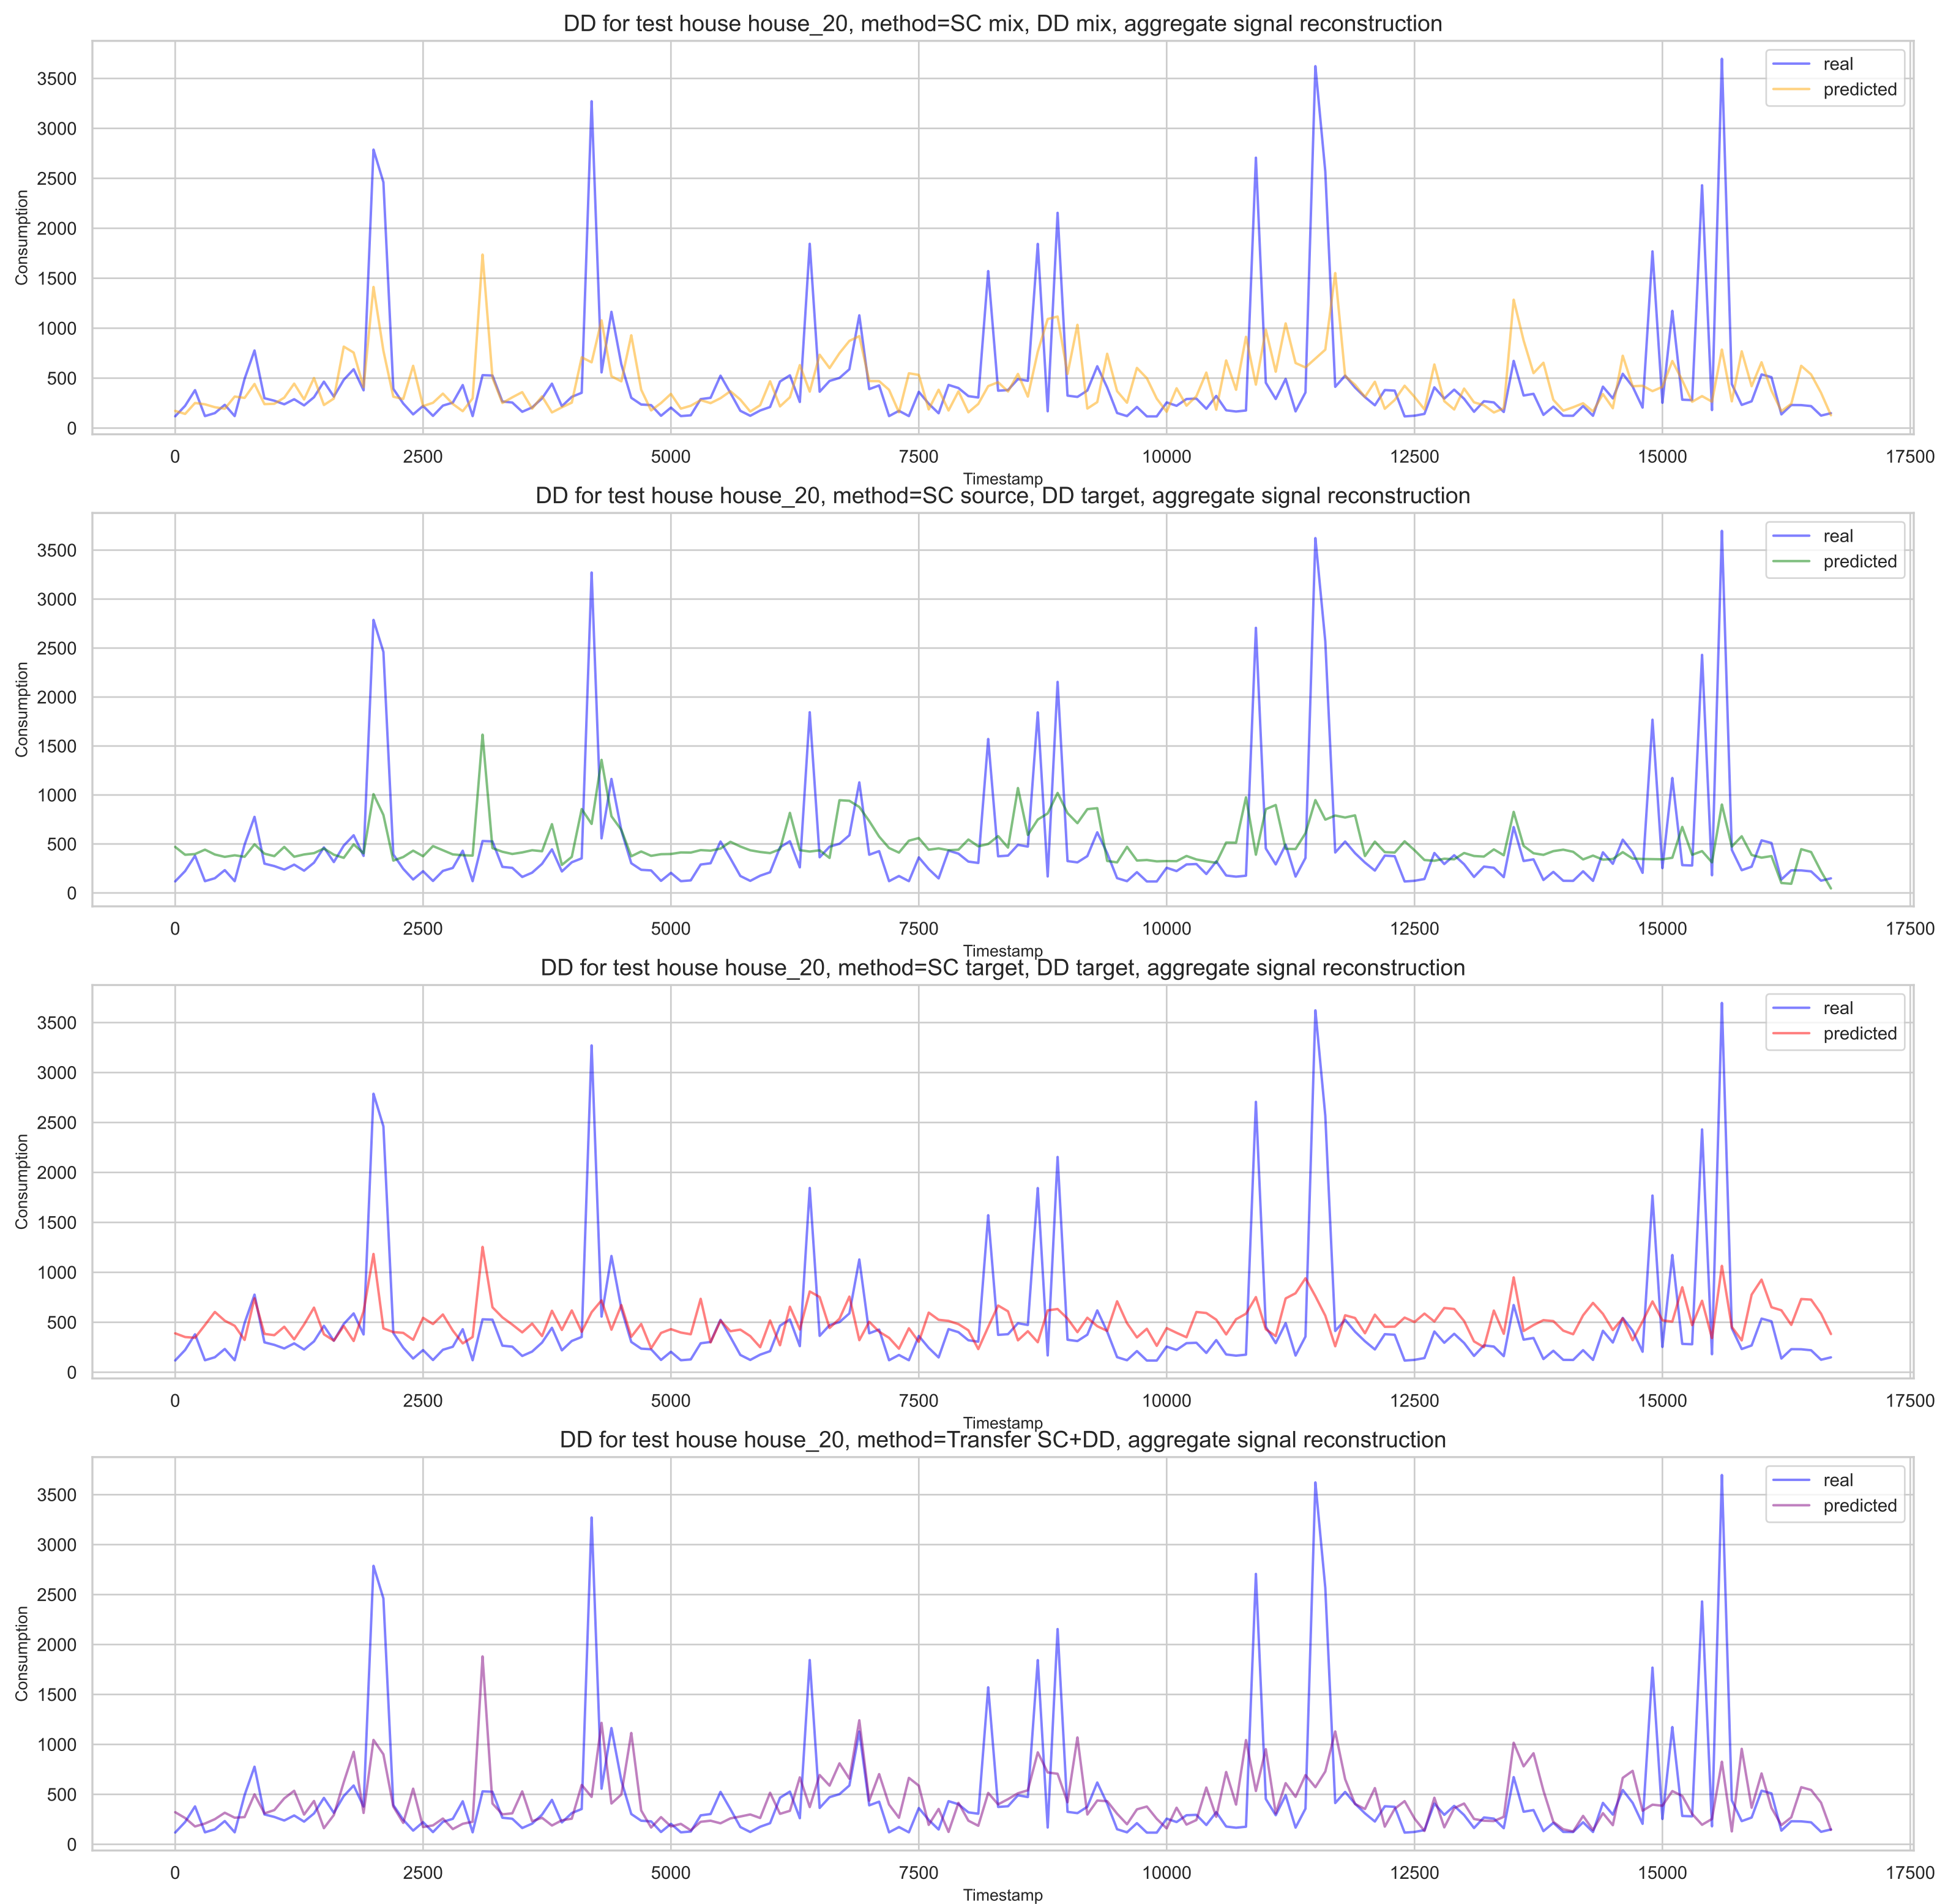 DD for test house house_20, method=SC mix, DD mix, aggregate signal reconstruction
real
predicted
3500
3000
2500
2000
1500
1000
500
0
Consumption
0 2500 5000 7500 10000 12500 15000 17500
Timestamp
DD for test house house_20, method=SC source, DD target, aggregate signal reconstruction
real
predicted
3500
3000
2500
2000
1500
1000
500
0
Consumption
0 2500 5000 7500 10000 12500 15000 17500
Timestamp
DD for test house house_20, method=SC target, DD target, aggregate signal reconstruction
real
predicted
3500
3000
2500
2000
1500
1000
500
0
Consumption
0 2500 5000 7500 10000 12500 15000 17500
Timestamp
DD for test house house_20, method=Transfer SC+DD, aggregate signal reconstruction
real
predicted
3500
3000
2500
2000
1500
1000
500
0
Consumption
0 2500 5000 7500 10000 12500 15000 17500
Timestamp